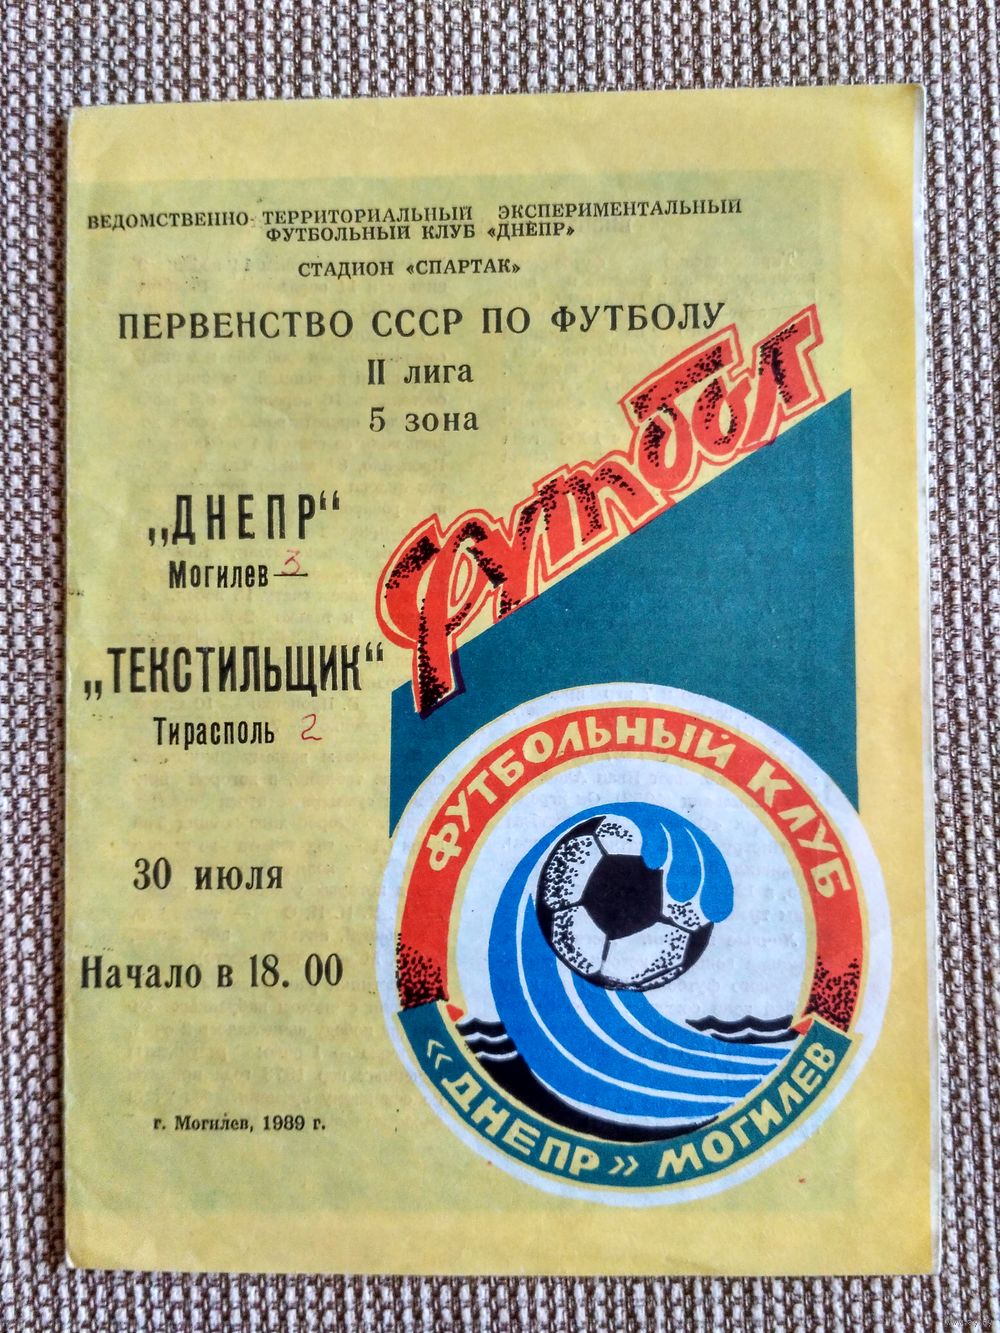 ВЕДОМСТВЕННО-ТЕРРИТОРИАЛЬНЫЙ ЭКСПЕРИМЕНТАЛЬНЫЙ
ФУТБОЛЬНЫЙ КЛУБ «ДНЕПР»
СТАДИОН «СПАРТАК»
ПЕРВЕНСТВО СССР ПО ФУТБОЛУ
II ЛИГА
5 зона
футбол
„ДНЕПР“
Могилев 3
„ТЕКСТИЛЬЩИК“
Тирасполь 2
30 июля
Начало в 18.00
г. Могилев, 1989 г.
ФУТБОЛЬНЫЙ КЛУБ
«ДНЕПР» МОГИЛЕВ